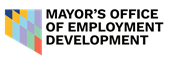 MAYOR'S OFFICE
OF EMPLOYMENT
DEVELOPMENT